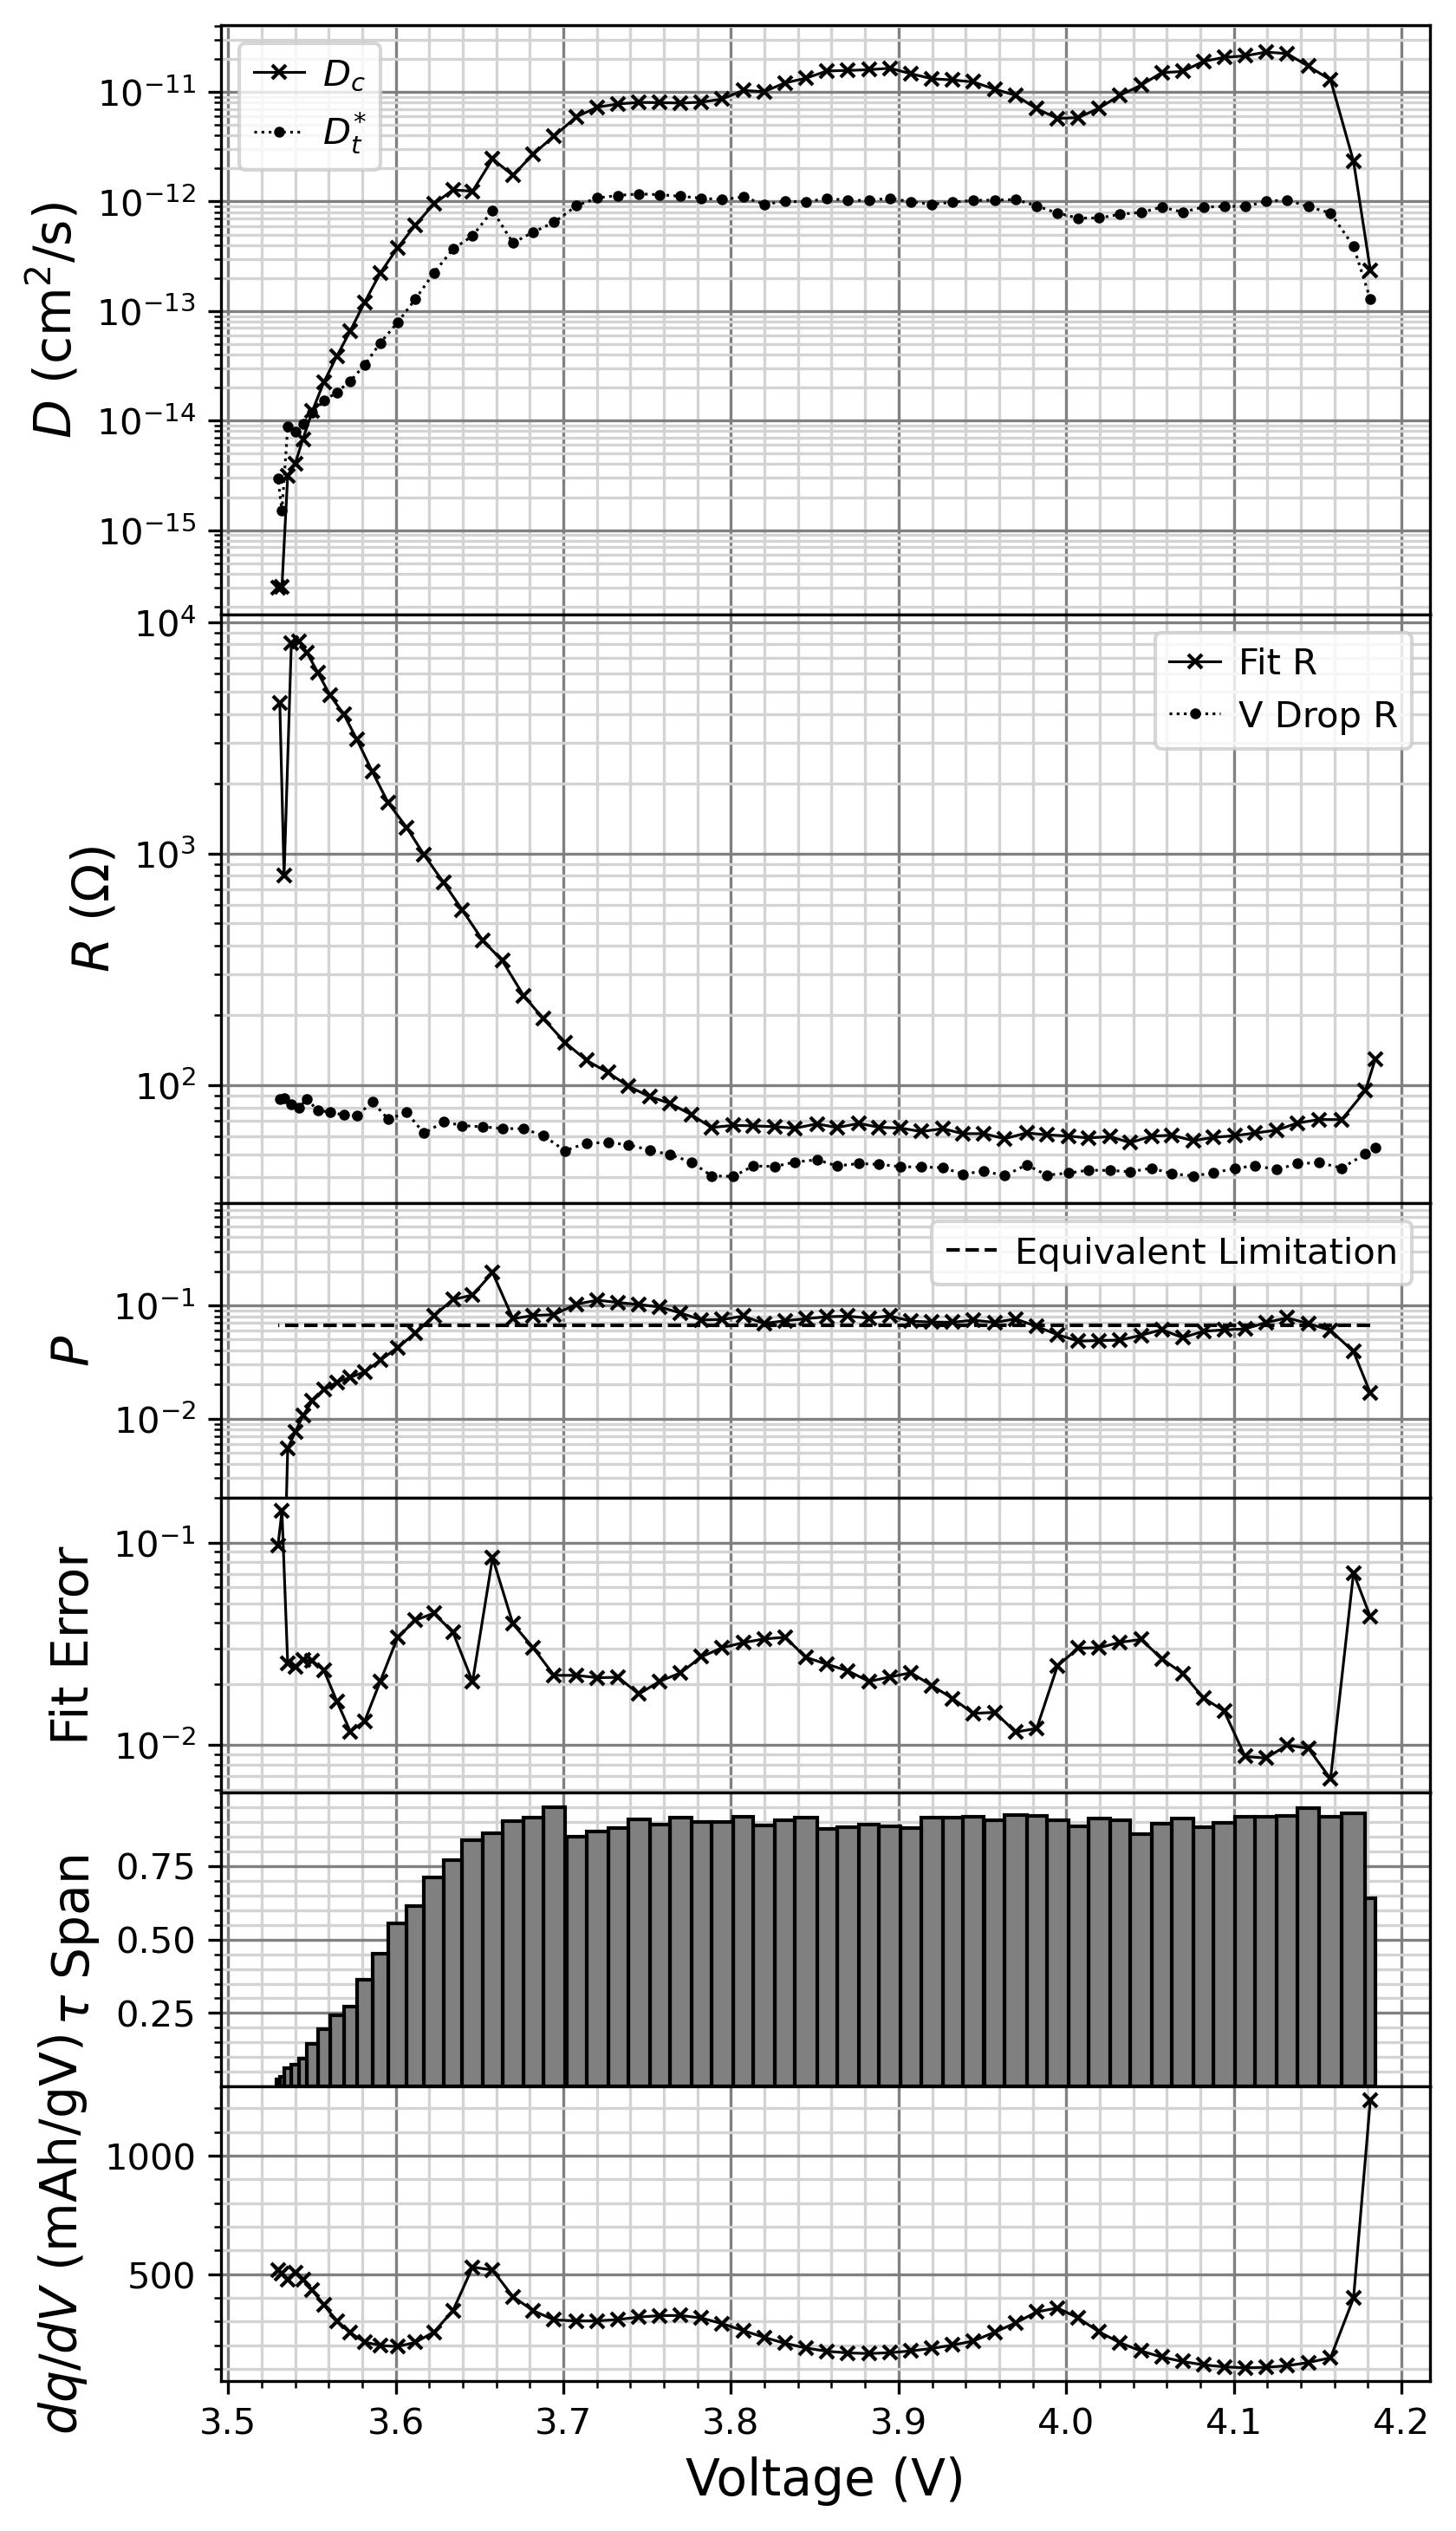 D_c
D_t^*
10^{-11}
10^{-12}
10^{-13}
10^{-14}
10^{-15}
D (cm²/s)
Fit R
V Drop R
10⁴
10³
10²
R (Ω)
Equivalent Limitation
10^{-1}
10^{-2}
P
10^{-1}
10^{-2}
Fit Error
0.75
0.50
0.25
τ Span
1000
500
dq/dV (mAh/gV)
3.5 3.6 3.7 3.8 3.9 4.0 4.1 4.2
Voltage (V)